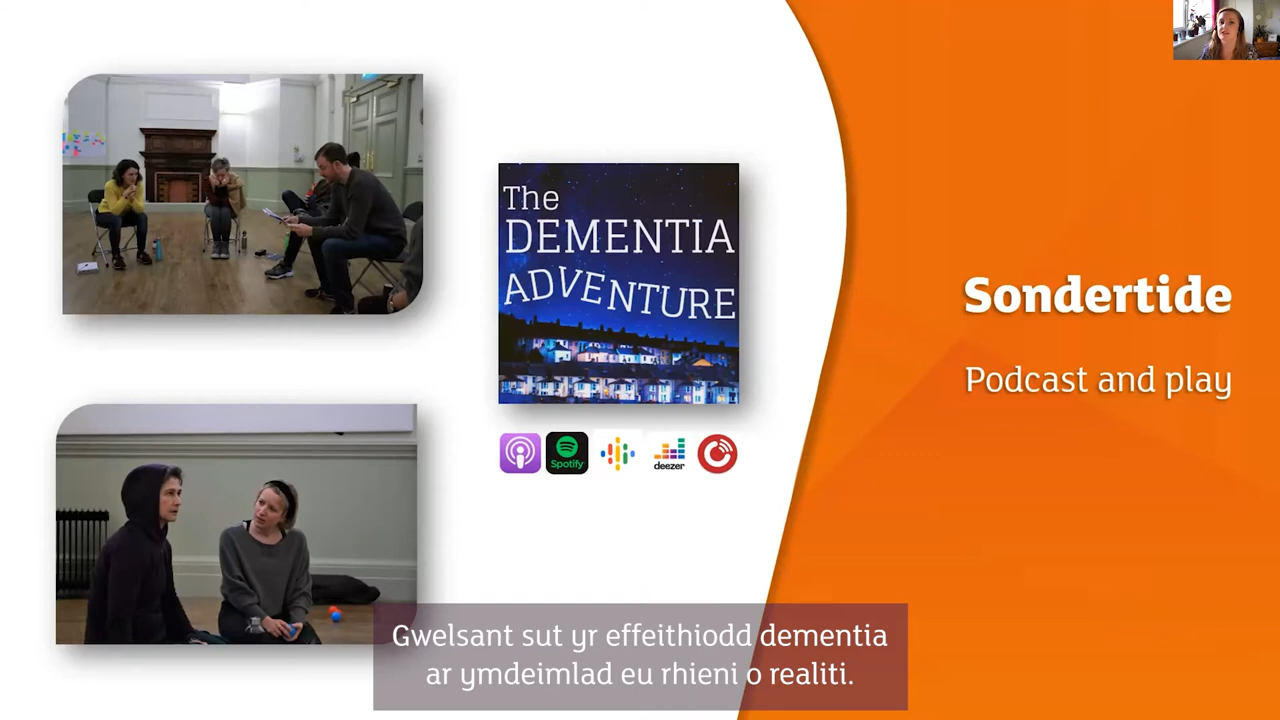 The
DEMENTIA
ADVENTURE
Spotify
deezer
Sondertide
Podcast and play
Gwelsant sut yr effeithiodd dementia
ar ymdeimlad eu rhieni o realiti.